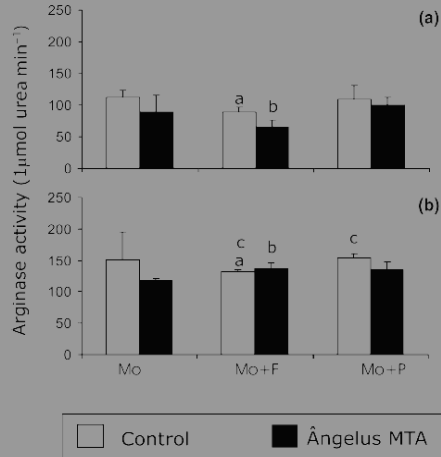 (a)
Arginase activity (1µmol urea min⁻¹)
200
150
100
50
0
a
b
(b)
250
200
150
100
50
0
c
a
b
c
Mo
Mo+F
Mo+P
Control
Ângelus MTA